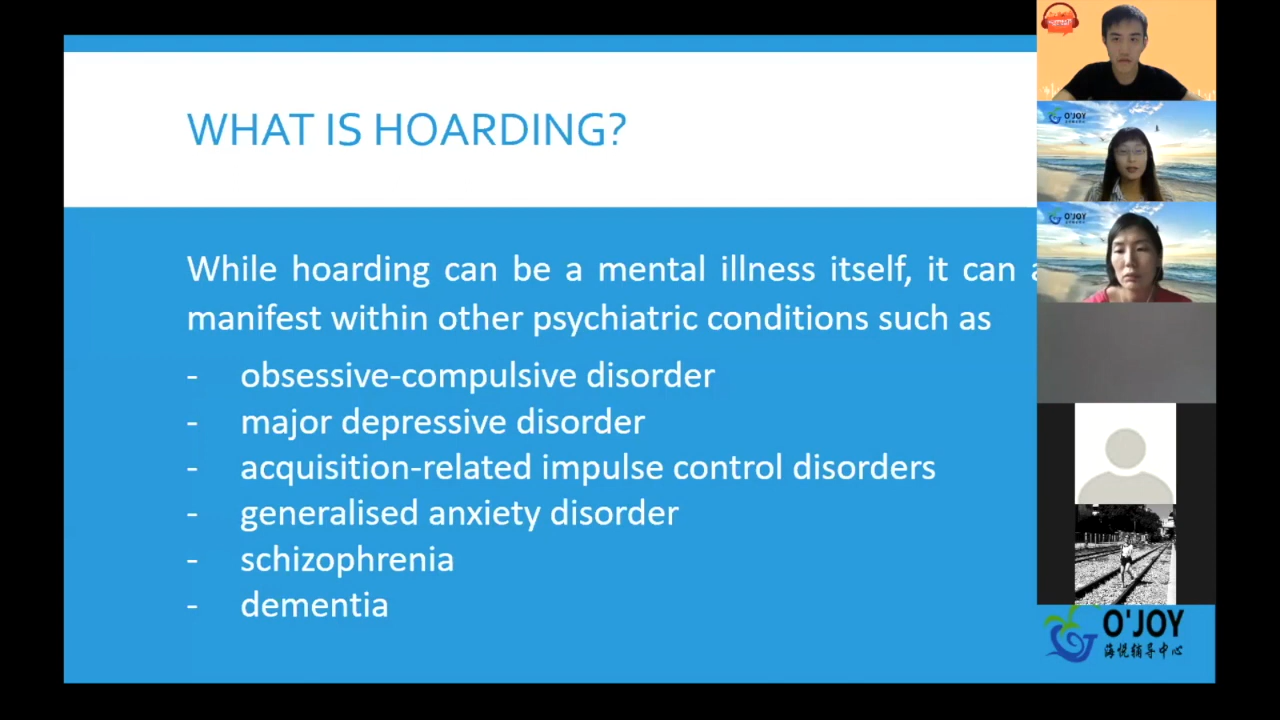 WHAT IS HOARDING?
While hoarding can be a mental illness itself, it can
manifest within other psychiatric conditions such as
- obsessive-compulsive disorder
- major depressive disorder
- acquisition-related impulse control disorders
- generalised anxiety disorder
- schizophrenia
- dementia
O'JOY
O'JOY
O'JOY
海悦辅导中心